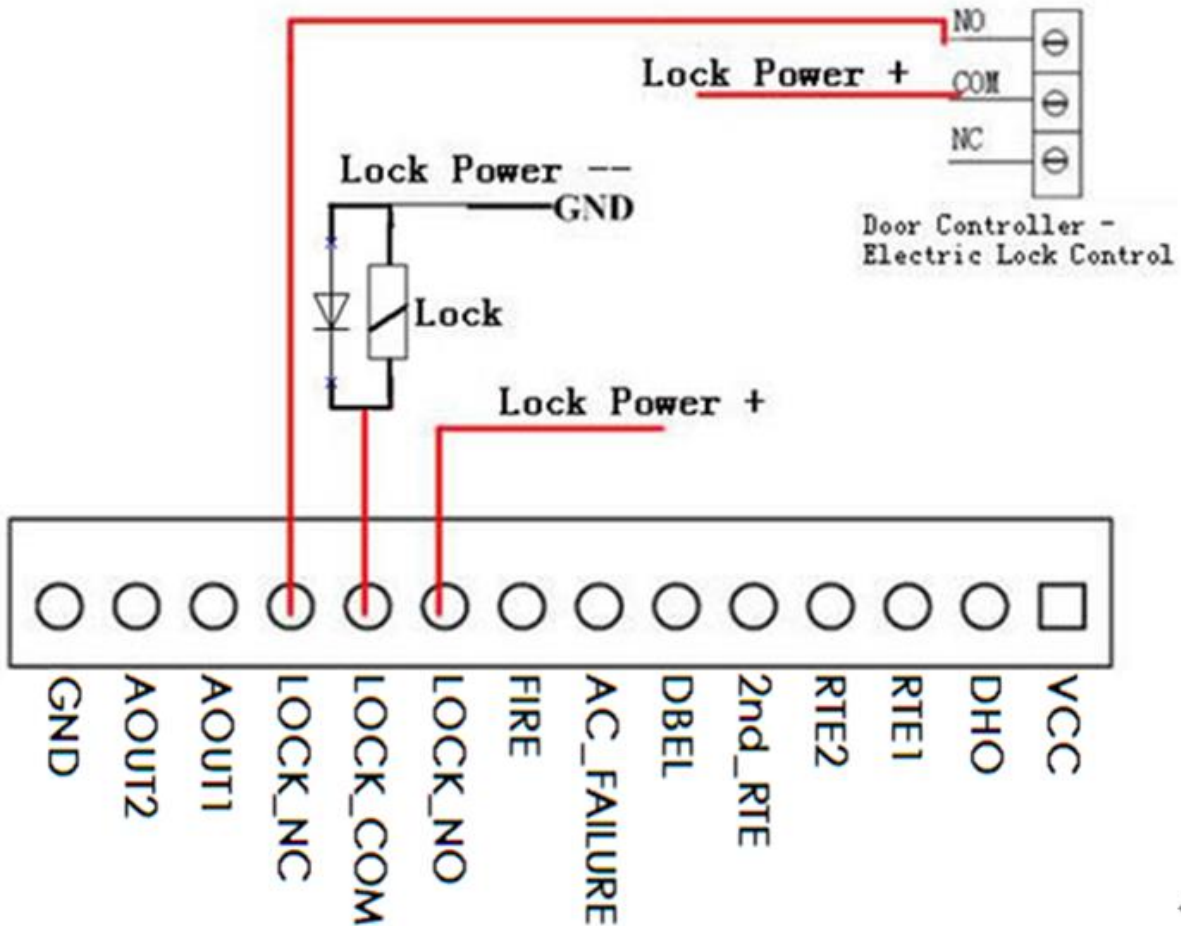 NO
Lock Power +
COM
NC
Door Controller -
Electric Lock Control
Lock Power --
GND
Lock
Lock Power +
GND
AOUT2
AOUT1
LOCK_NC
LOCK_COM
LOCK_NO
FIRE
AC_FAILURE
DBEL
2nd_RTE
RTE2
RTE1
DHO
VCC